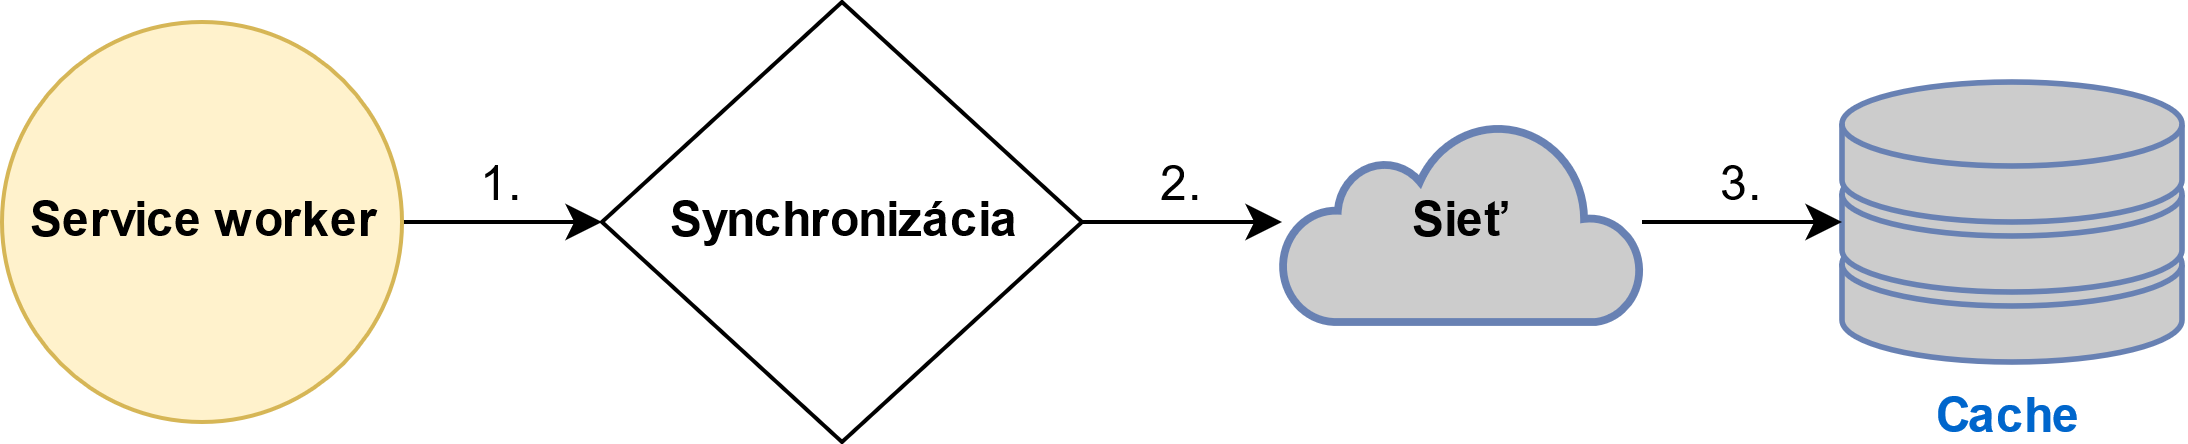 Service worker
1.
Synchronizácia
2.
Sieť
3.
Cache